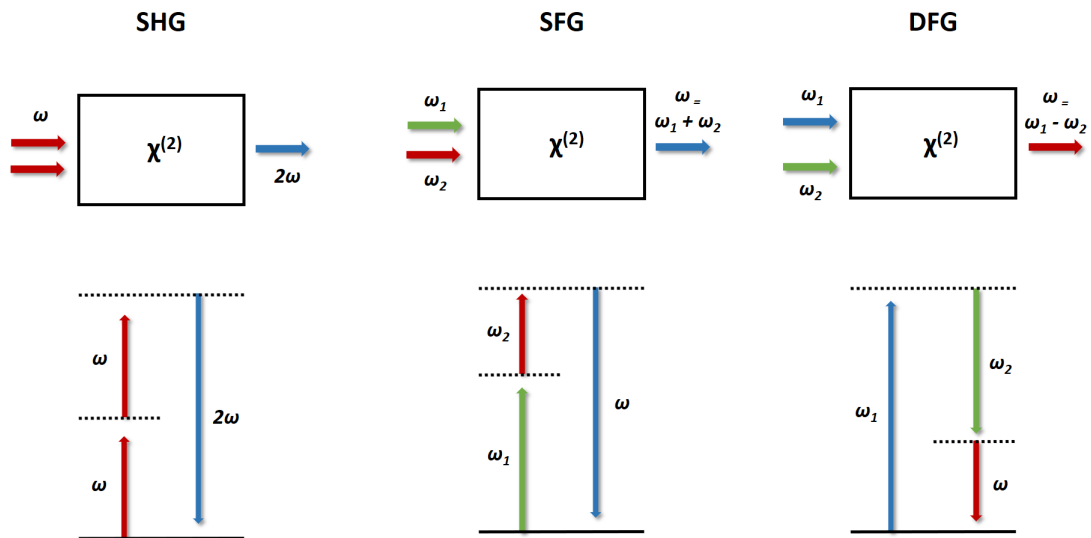 SHG
ω
χ(2)
2ω
ω
ω
2ω
SFG
ω1
ω2
χ(2)
ω =
ω1 + ω2
ω2
ω1
ω
DFG
ω1
ω2
χ(2)
ω =
ω1 - ω2
ω1
ω2
ω